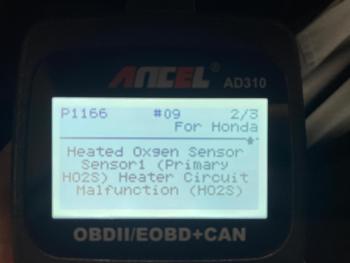 ANCEL® AD310
P1166 #09 2/3
For Honda
Heated Oxgen Sensor
Sensor1 (Primary
HO2S) Heater Circuit
Malfunction (HO2S)
OBDII/EOBD+CAN